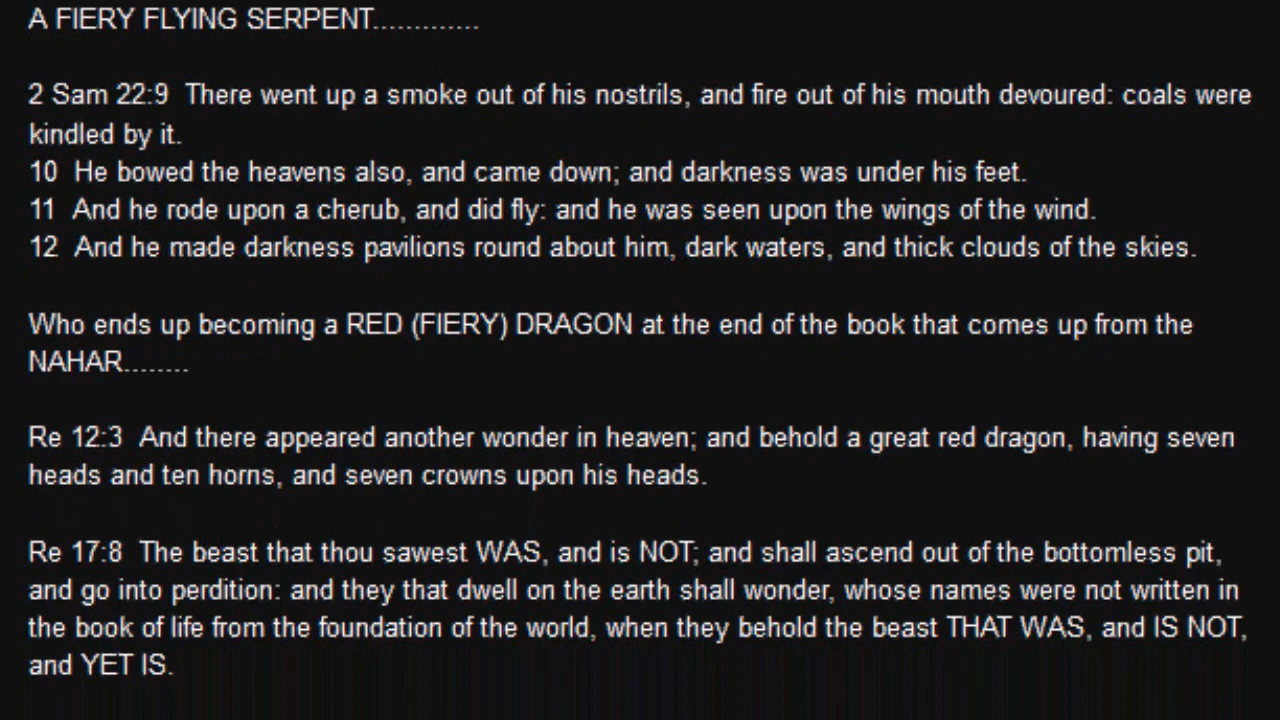 A FIERY FLYING SERPENT.............
2 Sam 22:9  There went up a smoke out of his nostrils, and fire out of his mouth devoured: coals were
kindled by it.
10  He bowed the heavens also, and came down; and darkness was under his feet.
11  And he rode upon a cherub, and did fly: and he was seen upon the wings of the wind.
12  And he made darkness pavilions round about him, dark waters, and thick clouds of the skies.
Who ends up becoming a RED (FIERY) DRAGON at the end of the book that comes up from the
NAHAR........
Re 12:3  And there appeared another wonder in heaven; and behold a great red dragon, having seven
heads and ten horns, and seven crowns upon his heads.
Re 17:8  The beast that thou sawest WAS, and is NOT; and shall ascend out of the bottomless pit,
and go into perdition: and they that dwell on the earth shall wonder, whose names were not written in
the book of life from the foundation of the world, when they behold the beast THAT WAS, and IS NOT,
and YET IS.